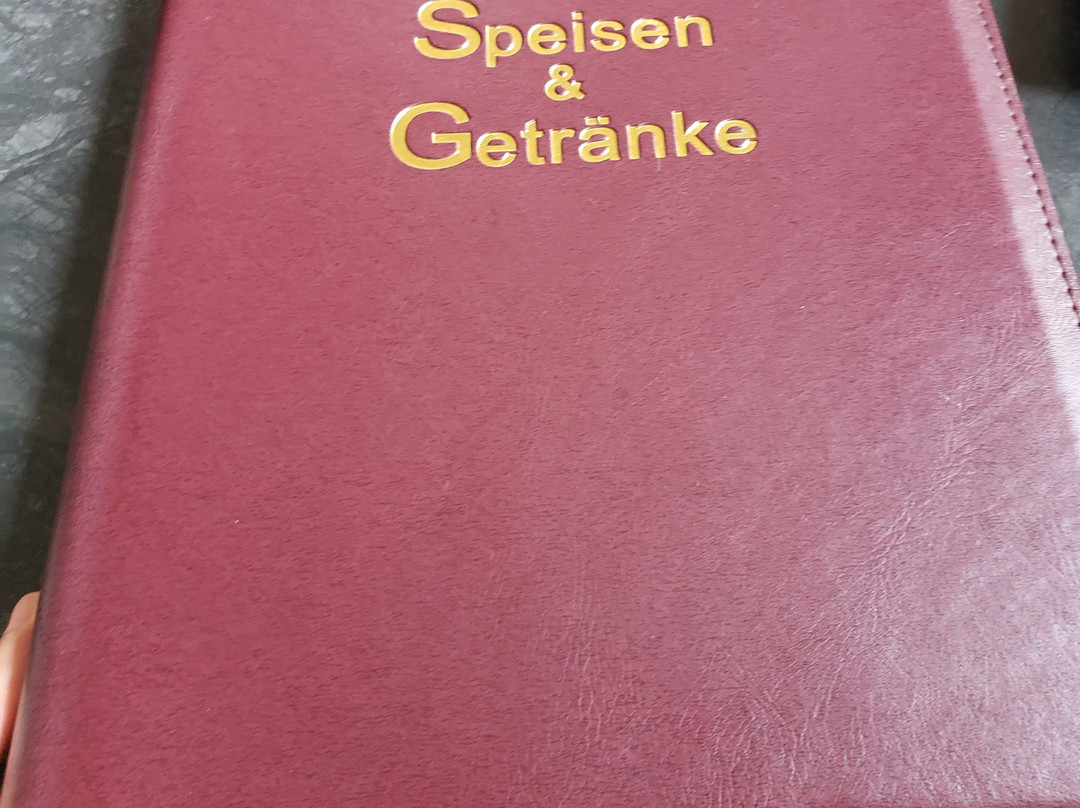 Speisen
&
Getränke